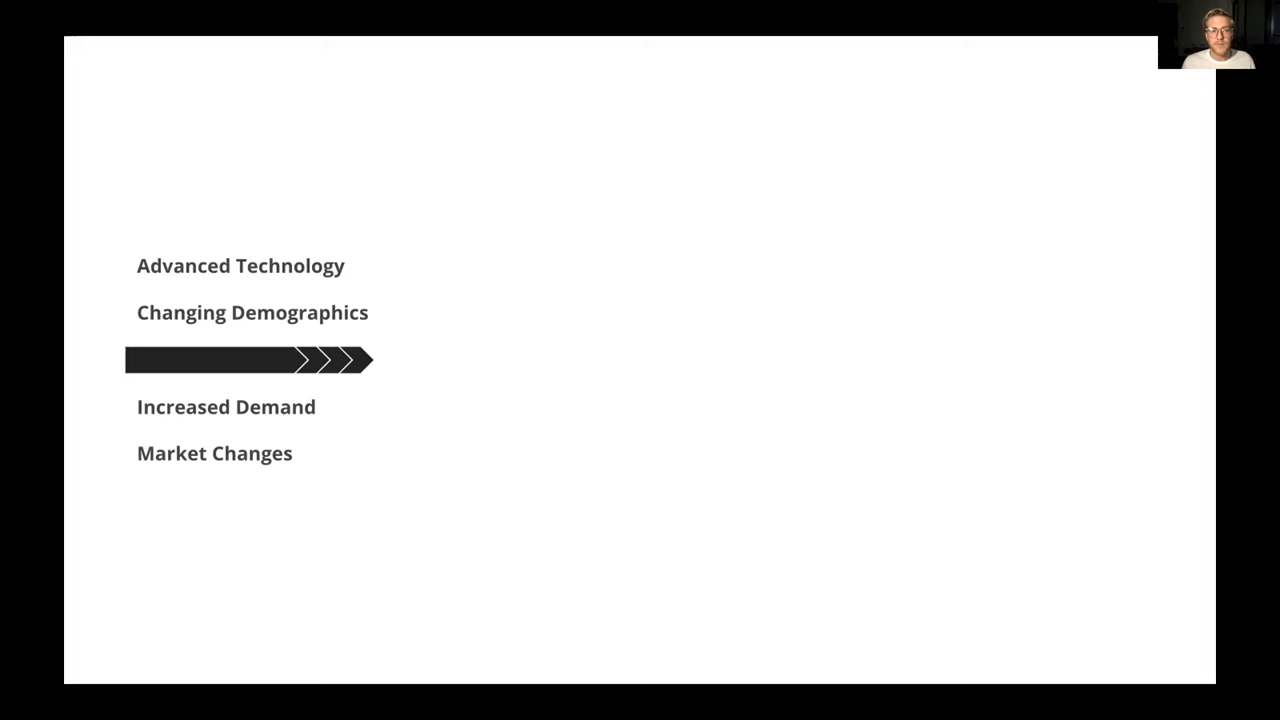 Advanced Technology
Changing Demographics
Increased Demand
Market Changes